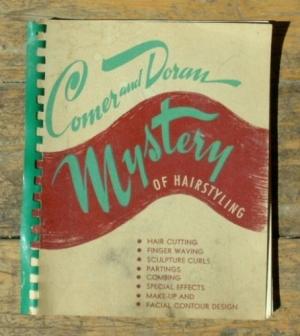 Comer and Doran
Mystery
OF HAIRSTYLING
• HAIR CUTTING
• FINGER WAVING
• SCULPTURE CURLS
• PARTINGS
• COMBING
• SPECIAL EFFECTS
• MAKE-UP AND
• FACIAL CONTOUR DESIGN